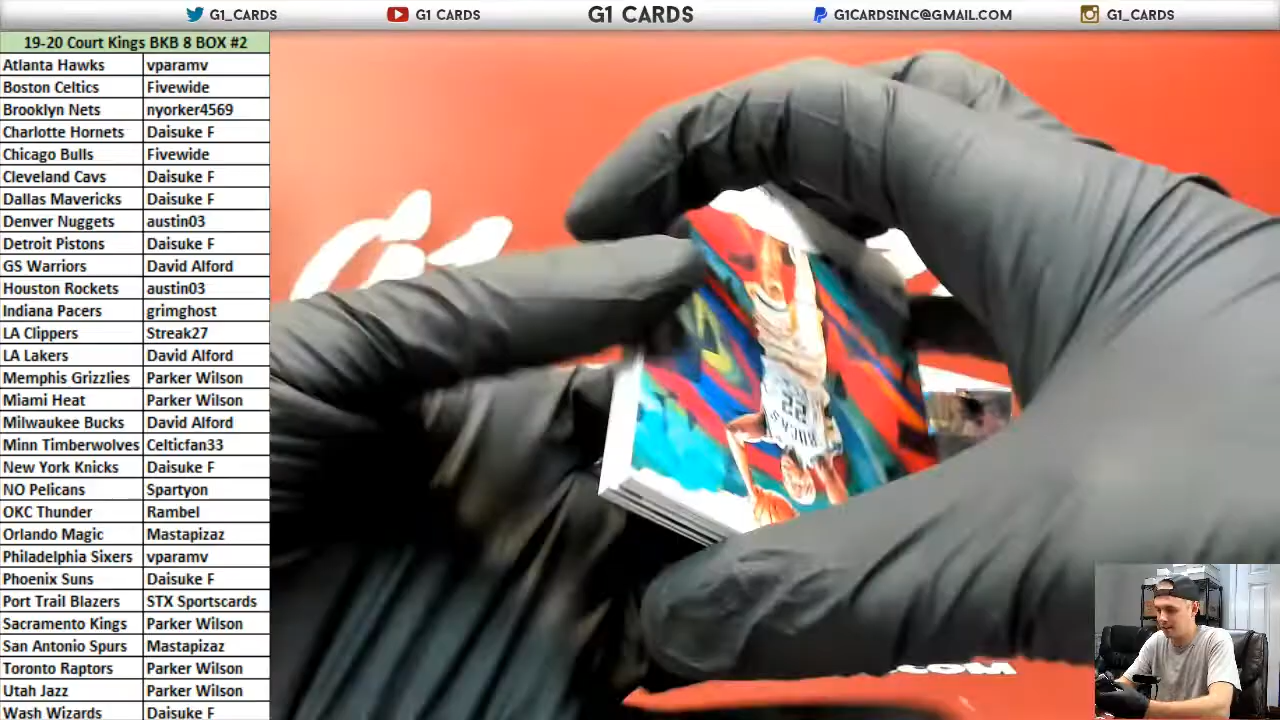 G1_CARDS
G1 CARDS
G1 CARDS
G1CARDSINC@GMAIL.COM
G1_CARDS
19-20 Court Kings BKB 8 BOX #2
Atlanta Hawks vparamv
Boston Celtics Fivewide
Brooklyn Nets nyorker4569
Charlotte Hornets Daisuke F
Chicago Bulls Fivewide
Cleveland Cavs Daisuke F
Dallas Mavericks Daisuke F
Denver Nuggets austin03
Detroit Pistons Daisuke F
GS Warriors David Alford
Houston Rockets austin03
Indiana Pacers grimghost
LA Clippers Streak27
LA Lakers David Alford
Memphis Grizzlies Parker Wilson
Miami Heat Parker Wilson
Milwaukee Bucks David Alford
Minn Timberwolves Celticfan33
New York Knicks Daisuke F
NO Pelicans Spartyon
OKC Thunder Rambel
Orlando Magic Mastapizaz
Philadelphia Sixers vparamv
Phoenix Suns Daisuke F
Port Trail Blazers STX Sportscards
Sacramento Kings Parker Wilson
San Antonio Spurs Mastapizaz
Toronto Raptors Parker Wilson
Utah Jazz Parker Wilson
Wash Wizards Daisuke F
BUCKS
22
.COM